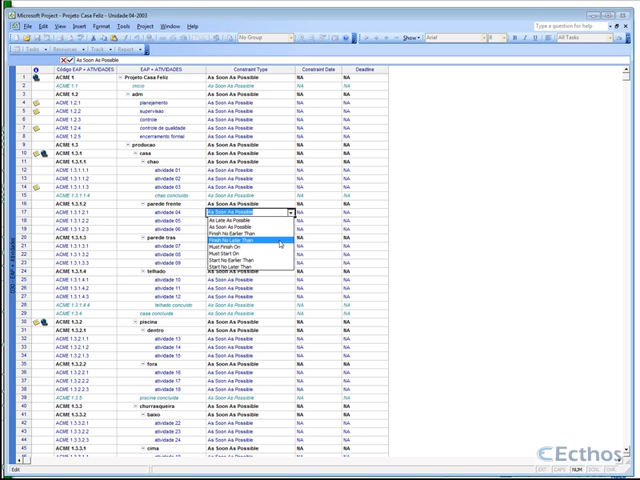 Microsoft Project - Projeto Casa Feliz - Unidade 04-2003
File Edit View Insert Format Tools Project Window Help
Type a question for help
No Group Show Arial 8 All Tasks
Tasks Resources Track Report
As Soon As Possible
Código EAP + ATIVIDADES EAP + ATIVIDADES Constraint Type Constraint Date Deadline
1 ACME 1 Projeto Casa Feliz As Soon As Possible NA NA
2 ACME 1.1 inicio As Soon As Possible NA NA
3 ACME 1.2 adm As Soon As Possible NA NA
4 ACME 1.2.1 planejamento As Soon As Possible NA NA
5 ACME 1.2.2 supervisao As Soon As Possible NA NA
6 ACME 1.2.3 controle As Soon As Possible NA NA
7 ACME 1.2.4 controle de qualidade As Soon As Possible NA NA
8 ACME 1.2.5 encerramento formal As Soon As Possible NA NA
9 ACME 1.3 producao As Soon As Possible NA NA
10 ACME 1.3.1 casa As Soon As Possible NA NA
11 ACME 1.3.1.1 chao As Soon As Possible NA NA
12 ACME 1.3.1.1.1 atividade 01 As Soon As Possible NA NA
13 ACME 1.3.1.1.2 atividade 02 As Soon As Possible NA NA
14 ACME 1.3.1.1.3 atividade 03 As Soon As Possible NA NA
15 ACME 1.3.1.1.4 chao concluido As Soon As Possible NA NA
16 ACME 1.3.1.2 parede frente As Soon As Possible NA NA
17 ACME 1.3.1.2.1 atividade 04 As Soon As Possible NA NA
18 ACME 1.3.1.2.2 atividade 05 As Late As Possible NA NA
19 ACME 1.3.1.2.3 atividade 06 As Soon As Possible NA NA
Finish No Earlier Than
20 ACME 1.3.1.3 parede tras Finish No Later Than NA NA
21 ACME 1.3.1.3.1 atividade 07 Must Finish On NA NA
22 ACME 1.3.1.3.2 atividade 08 Must Start On NA NA
23 ACME 1.3.1.3.3 atividade 09 Start No Earlier Than NA NA
Start No Later Than
24 ACME 1.3.1.4 telhado As Soon As Possible NA NA
25 ACME 1.3.1.4.1 atividade 10 As Soon As Possible NA NA
26 ACME 1.3.1.4.2 atividade 11 As Soon As Possible NA NA
27 ACME 1.3.1.4.3 atividade 12 As Soon As Possible NA NA
28 ACME 1.3.1.4.4 telhado concluido As Soon As Possible NA NA
29 ACME 1.3.4 casa concluida As Soon As Possible NA NA
30 ACME 1.3.2 piscina As Soon As Possible NA NA
31 ACME 1.3.2.1 dentro As Soon As Possible NA NA
32 ACME 1.3.2.1.1 atividade 13 As Soon As Possible NA NA
33 ACME 1.3.2.1.2 atividade 14 As Soon As Possible NA NA
34 ACME 1.3.2.1.3 atividade 15 As Soon As Possible NA NA
35 ACME 1.3.2.2 fora As Soon As Possible NA NA
36 ACME 1.3.2.2.1 atividade 16 As Soon As Possible NA NA
37 ACME 1.3.2.2.2 atividade 17 As Soon As Possible NA NA
38 ACME 1.3.2.2.3 atividade 18 As Soon As Possible NA NA
39 ACME 1.3.5 piscina concluida As Soon As Possible NA NA
40 ACME 1.3.3 churrasqueira As Soon As Possible NA NA
41 ACME 1.3.3.2 baixo As Soon As Possible NA NA
42 ACME 1.3.3.2.1 atividade 22 As Soon As Possible NA NA
43 ACME 1.3.3.2.2 atividade 23 As Soon As Possible NA NA
44 ACME 1.3.3.2.3 atividade 24 As Soon As Possible NA NA
45 ACME 1.3.3.1 cima As Soon As Possible NA NA
Ecthos
Edit EXT CAPS NUM SCRL OVR